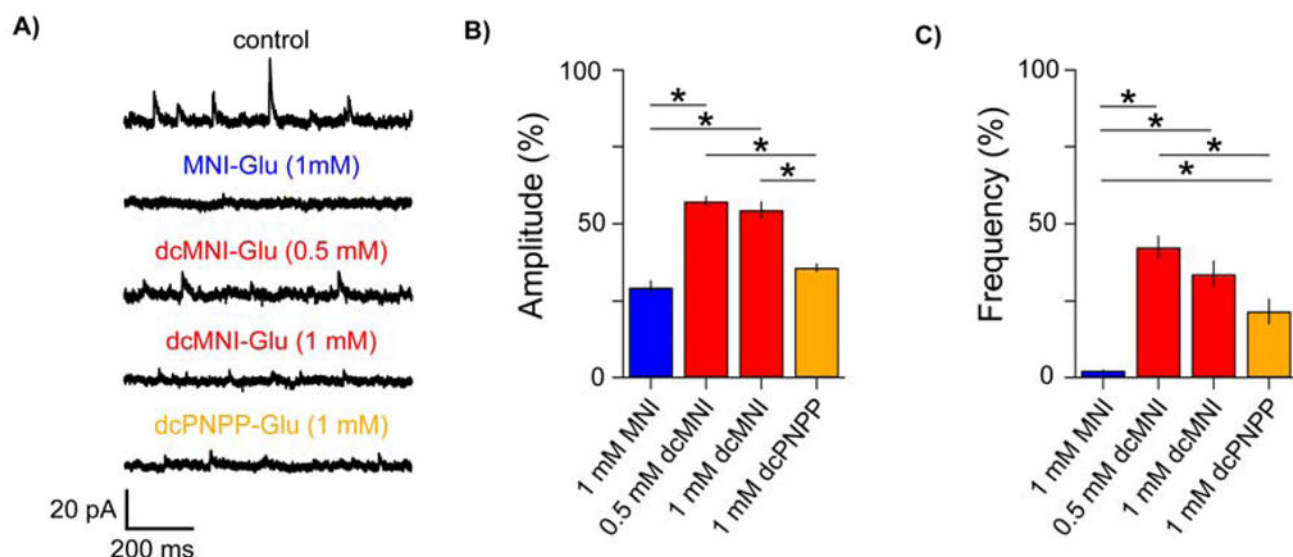 A)
control
MNI-Glu (1mM)
dcMNI-Glu (0.5 mM)
dcMNI-Glu (1 mM)
dcPNPP-Glu (1 mM)
20 pA
200 ms
B)
Amplitude (%)
100
50
0
*
*
*
*
1 mM MNI
0.5 mM dcMNI
1 mM dcMNI
1 mM dcPNPP
C)
Frequency (%)
100
50
0
*
*
*
*
1 mM MNI
0.5 mM dcMNI
1 mM dcMNI
1 mM dcPNPP